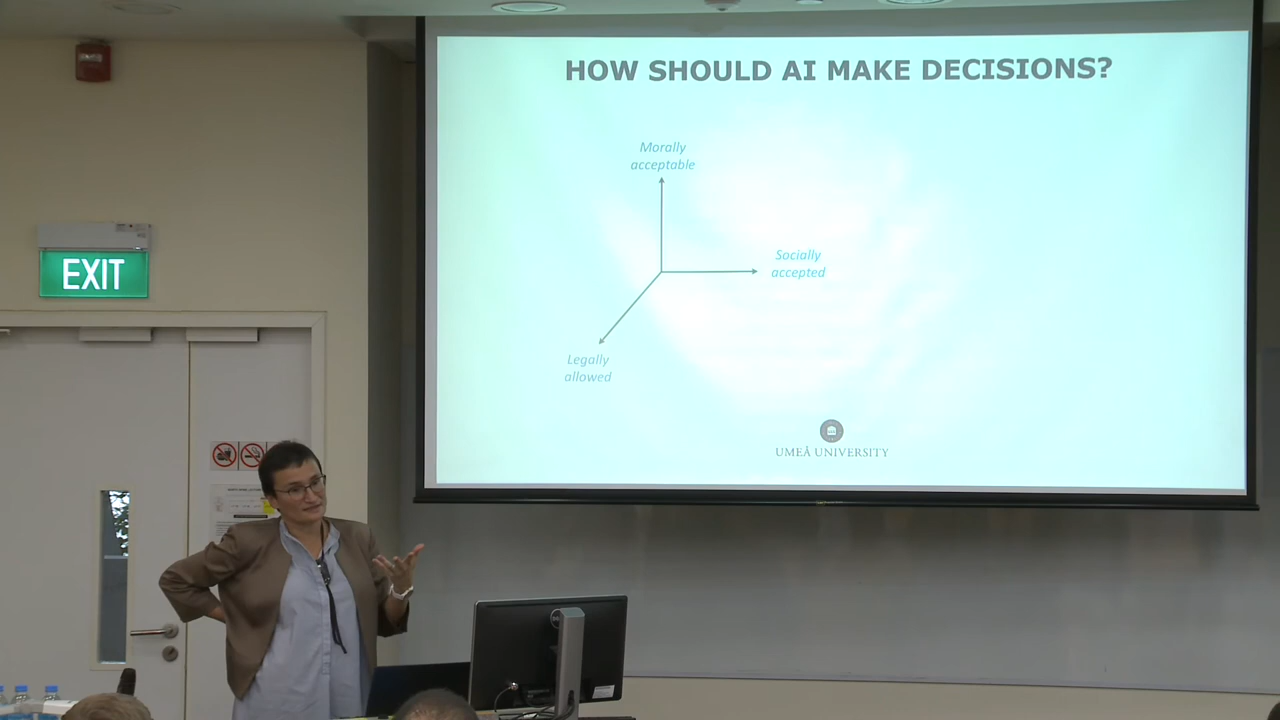 HOW SHOULD AI MAKE DECISIONS?
Morally
acceptable
Socially
accepted
Legally
allowed
UMEÅ UNIVERSITY
EXIT